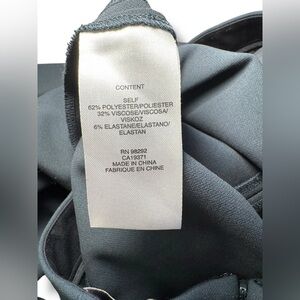 CONTENT
SELF
62% POLYESTER/POLIESTER
32% VISCOSE/VISCOSA/
VISKOZ
6% ELASTANE/ELASTANO/
ELASTAN
RN 98292
CA19371
MADE IN CHINA
FABRIQUE EN CHINE